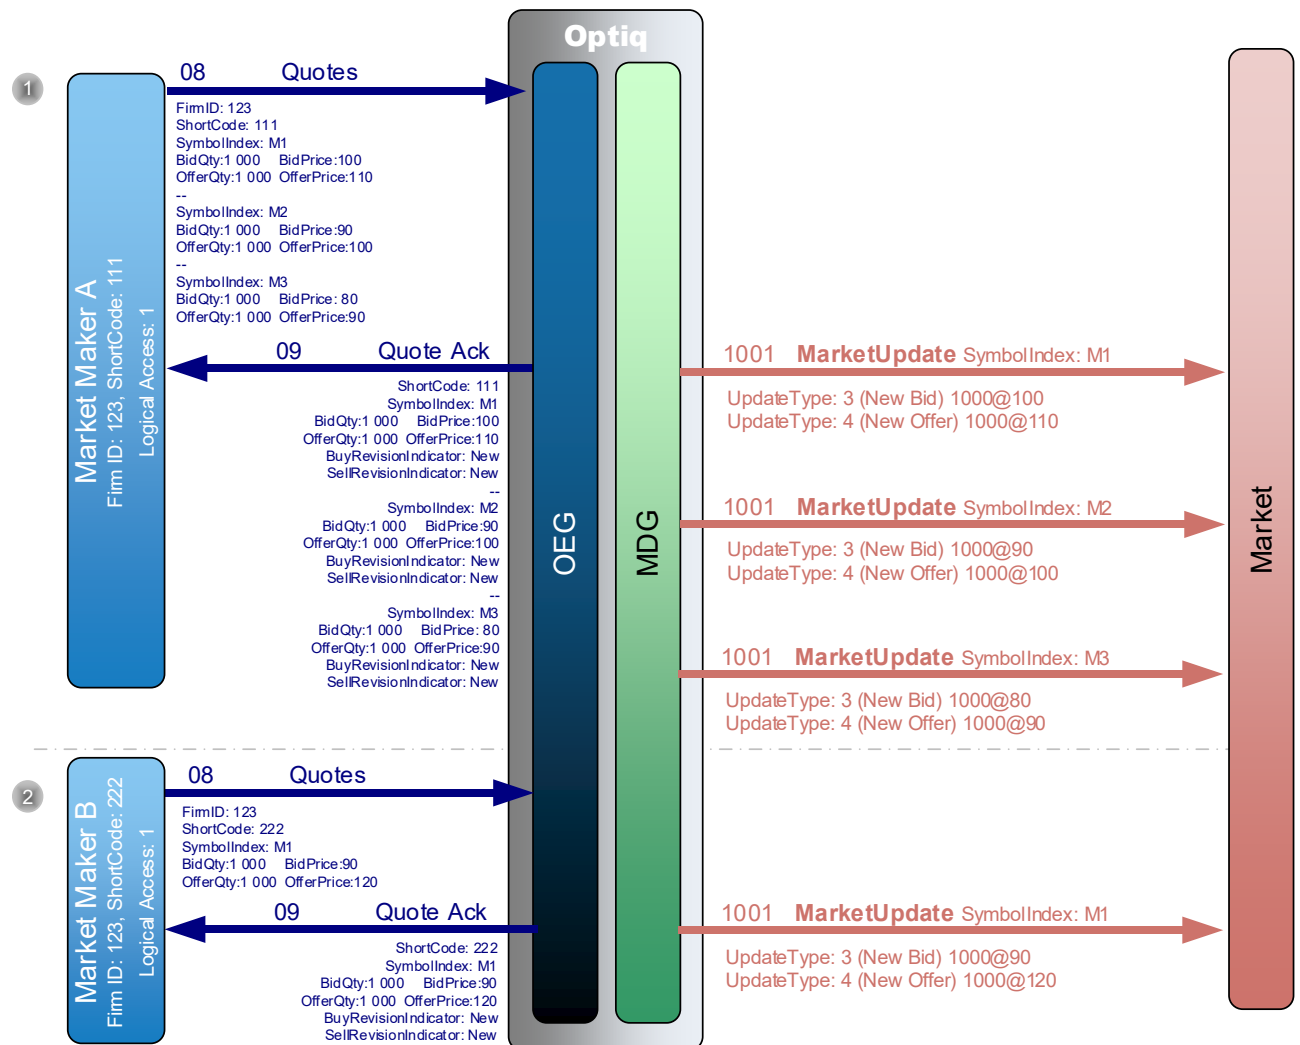 Optiq
1
08 Quotes
FirmID: 123
ShortCode: 111
SymbolIndex: M1
BidQty:1 000 BidPrice:100
OfferQty:1 000 OfferPrice:110
--
SymbolIndex: M2
BidQty:1 000 BidPrice:90
OfferQty:1 000 OfferPrice:100
--
SymbolIndex: M3
BidQty:1 000 BidPrice: 80
OfferQty:1 000 OfferPrice:90
Market Maker A
Firm ID: 123, ShortCode: 111
Logical Access: 1
09 Quote Ack
ShortCode: 111
SymbolIndex: M1
BidQty:1 000 BidPrice:100
OfferQty:1 000 OfferPrice:110
BuyRevisionIndicator: New
SellRevisionIndicator: New
--
SymbolIndex: M2
BidQty:1 000 BidPrice:90
OfferQty:1 000 OfferPrice:100
BuyRevisionIndicator: New
SellRevisionIndicator: New
--
SymbolIndex: M3
BidQty:1 000 BidPrice: 80
OfferQty:1 000 OfferPrice:90
BuyRevisionIndicator: New
SellRevisionIndicator: New
OEG
MDG
1001 MarketUpdate SymbolIndex: M1
UpdateType: 3 (New Bid) 1000@100
UpdateType: 4 (New Offer) 1000@110
1001 MarketUpdate SymbolIndex: M2
UpdateType: 3 (New Bid) 1000@90
UpdateType: 4 (New Offer) 1000@100
1001 MarketUpdate SymbolIndex: M3
UpdateType: 3 (New Bid) 1000@80
UpdateType: 4 (New Offer) 1000@90
Market
2
Market Maker B
Firm ID: 123, ShortCode: 222
Logical Access: 1
08 Quotes
FirmID: 123
ShortCode: 222
SymbolIndex: M1
BidQty:1 000 BidPrice:90
OfferQty:1 000 OfferPrice:120
09 Quote Ack
ShortCode: 222
SymbolIndex: M1
BidQty:1 000 BidPrice:90
OfferQty:1 000 OfferPrice:120
BuyRevisionIndicator: New
SellRevisionIndicator: New
1001 MarketUpdate SymbolIndex: M1
UpdateType: 3 (New Bid) 1000@90
UpdateType: 4 (New Offer) 1000@120